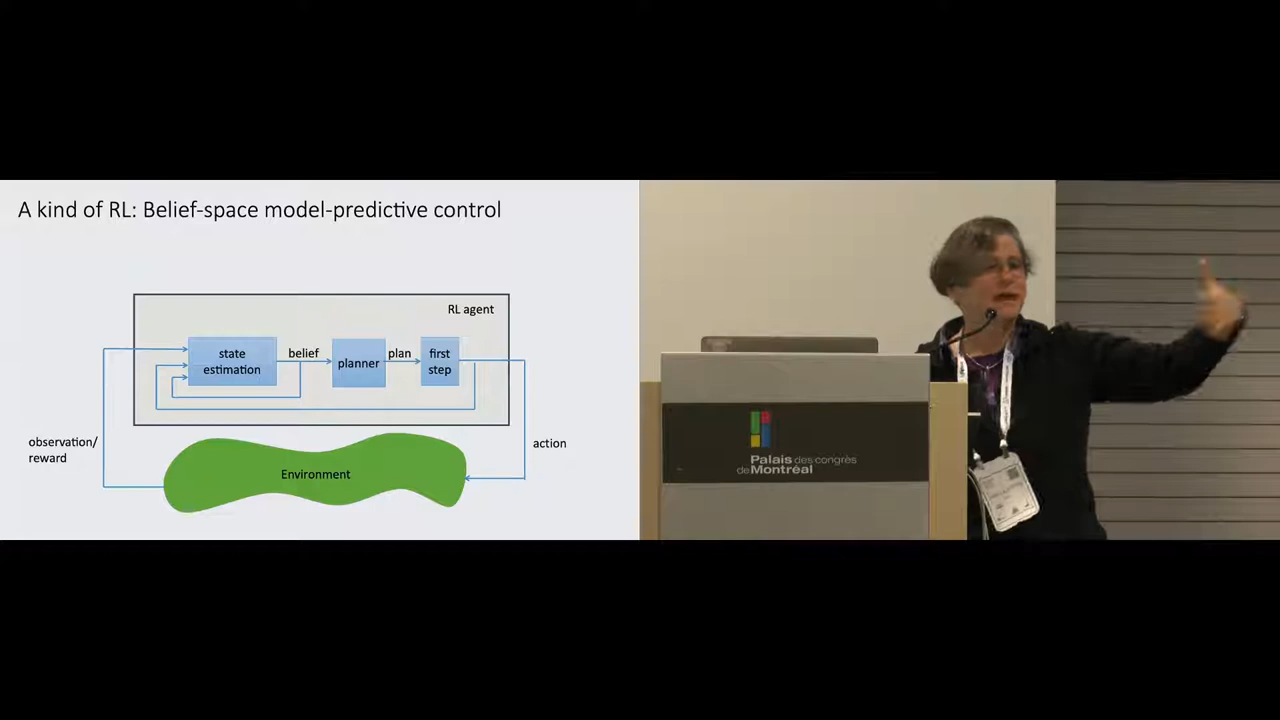 A kind of RL: Belief-space model-predictive control
RL agent
state
estimation
belief
planner
plan
first
step
observation/
reward
action
Environment
Palais des congrès
de Montréal